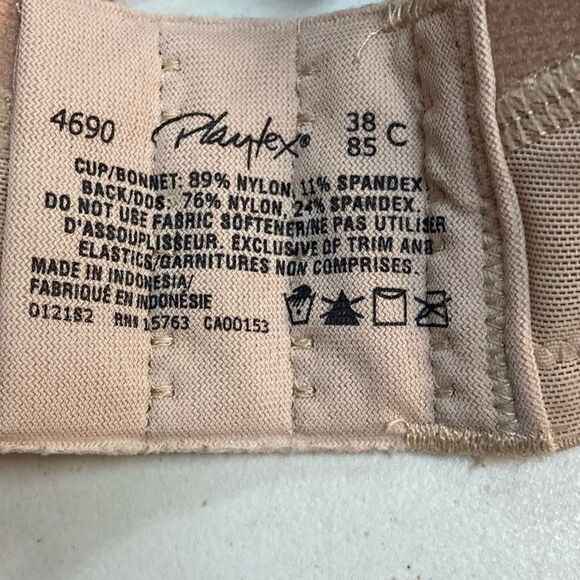 4690 Playtex® 38 85 C
CUP/BONNET: 89% NYLON, 11% SPANDEX
BACK/DOS: 76% NYLON, 24% SPANDEX
DO NOT USE FABRIC SOFTENER/NE PAS UTILISER
D'ASSOUPLISSEUR. EXCLUSIVE OF TRIM AND
ELASTICS/GARNITURES NON COMPRISES.
MADE IN INDONESIA/
FABRIQUÉ EN INDONÉSIE
0121S2 RN# 15763 CA00153